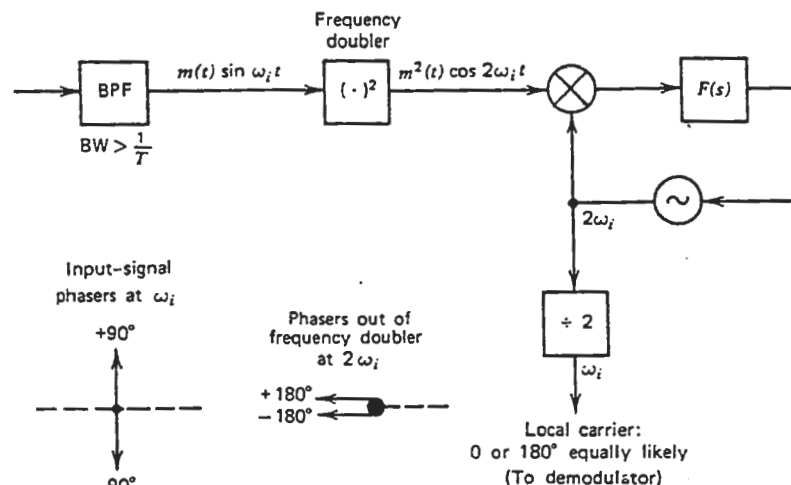 Frequency
doubler
BPF
m(t) sin ωᵢt
(·)²
m²(t) cos 2ωᵢt
F(s)
BW > 1/T
2ωᵢ
Input-signal
phasers at ωᵢ
+90°
Phasers out of
frequency doubler
at 2ωᵢ
+180°
−180°
÷ 2
ωᵢ
Local carrier:
0 or 180° equally likely
(To demodulator)